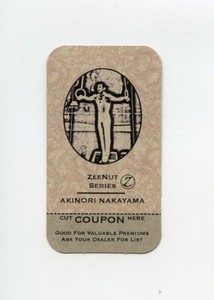 ZeeNut
Series Z
Akinori Nakayama
Cut COUPON Here
Good For Valuable Premiums
Ask Your Dealer For List